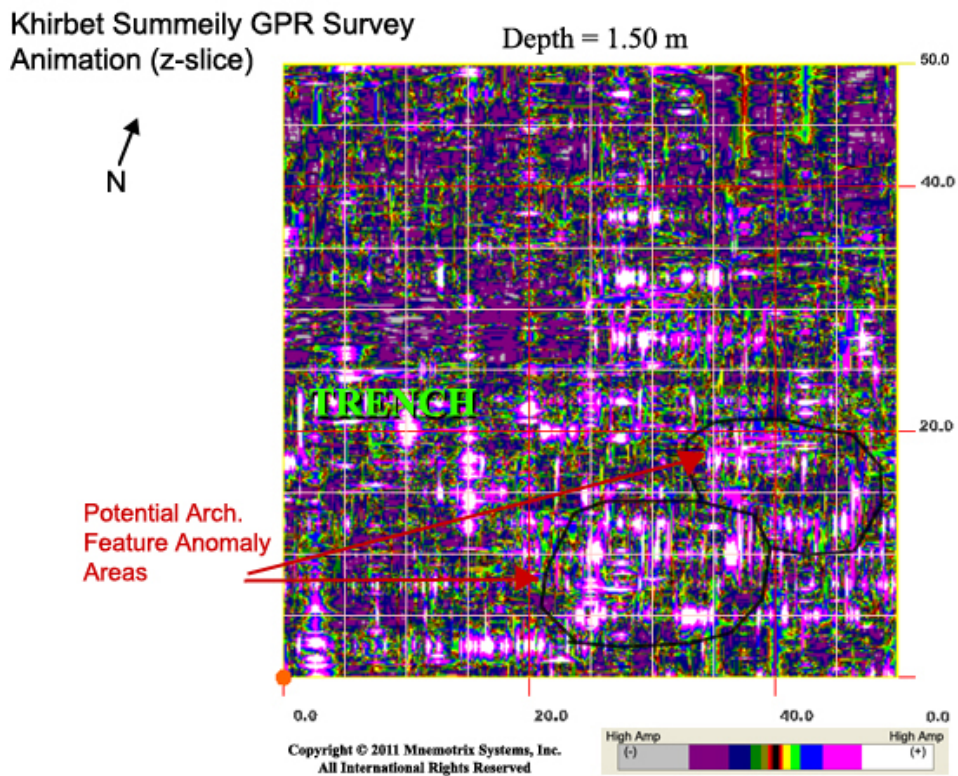 Khirbet Summeily GPR Survey
Animation (z-slice)
Depth = 1.50 m
50.0
N
40.0
TRENCH
20.0
Potential Arch.
Feature Anomaly
Areas
0.0
20.0
40.0
0.0
High Amp
High Amp
(-)
(+)
Copyright © 2011 Mnemotrix Systems, Inc.
All International Rights Reserved